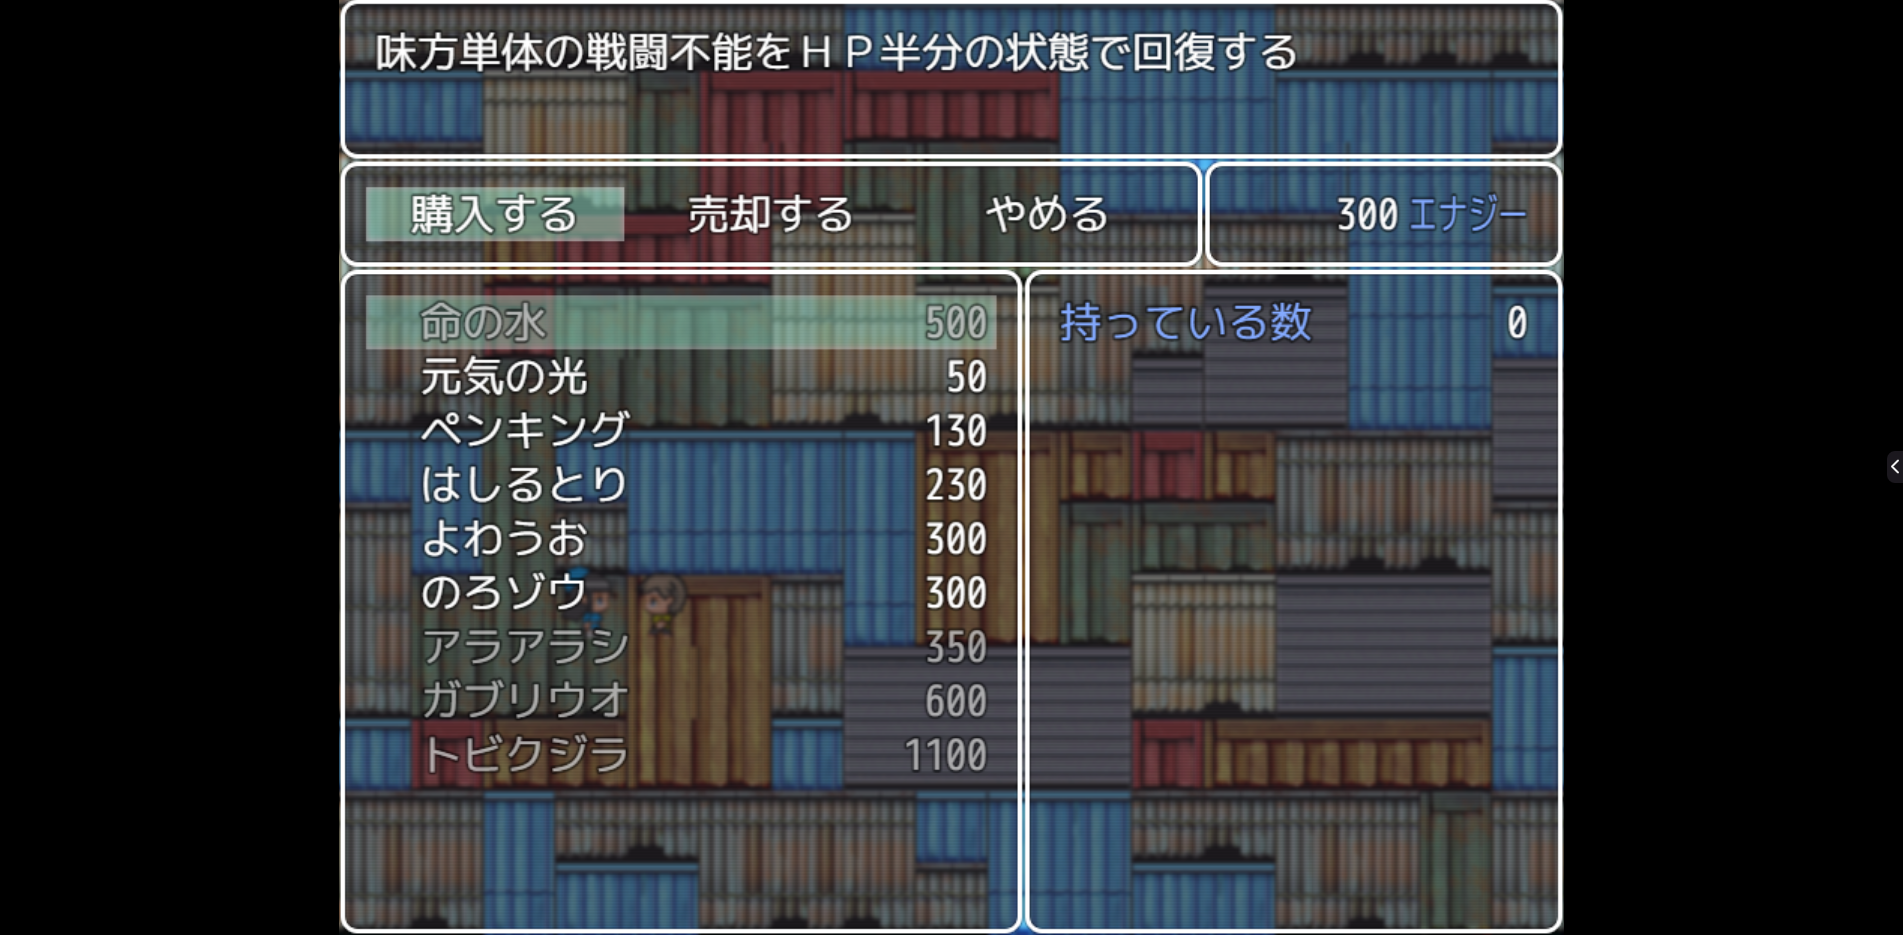 味方単体の戦闘不能をＨＰ半分の状態で回復する
購入する 売却する やめる 300 エナジー
命の水 500 持っている数 0
元気の光 50
ペンキング 130
はしるとり 230
よわうお 300
のろゾウ 300
アラアラシ 350
ガブリウオ 600
トビクジラ 1100